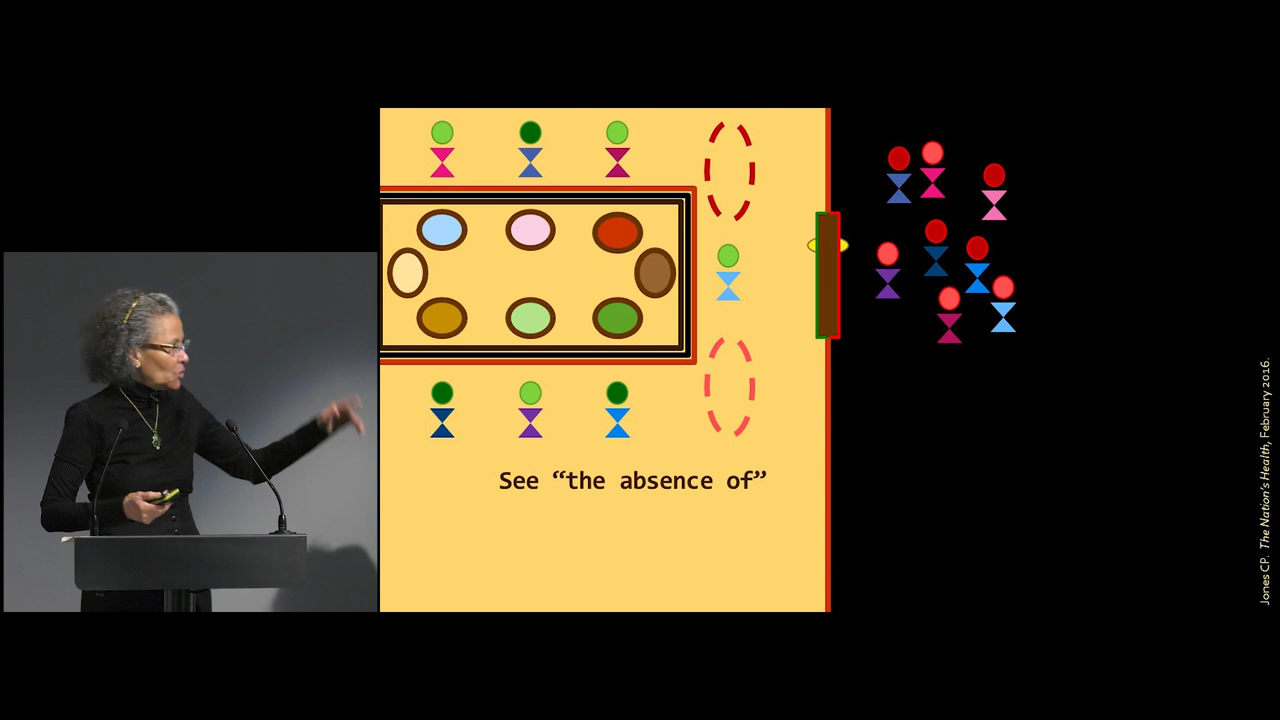 See “the absence of”
Jones CP. The Nation's Health, February 2016.